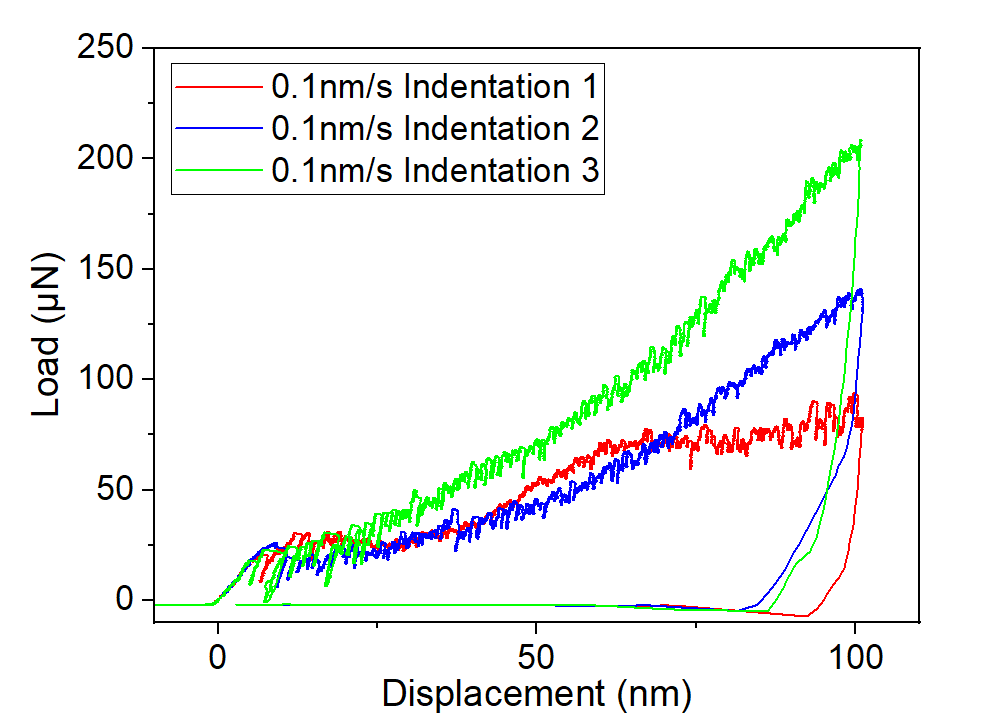 250
200
150
100
50
0
Load (μN)
0.1nm/s Indentation 1
0.1nm/s Indentation 2
0.1nm/s Indentation 3
0 50 100
Displacement (nm)